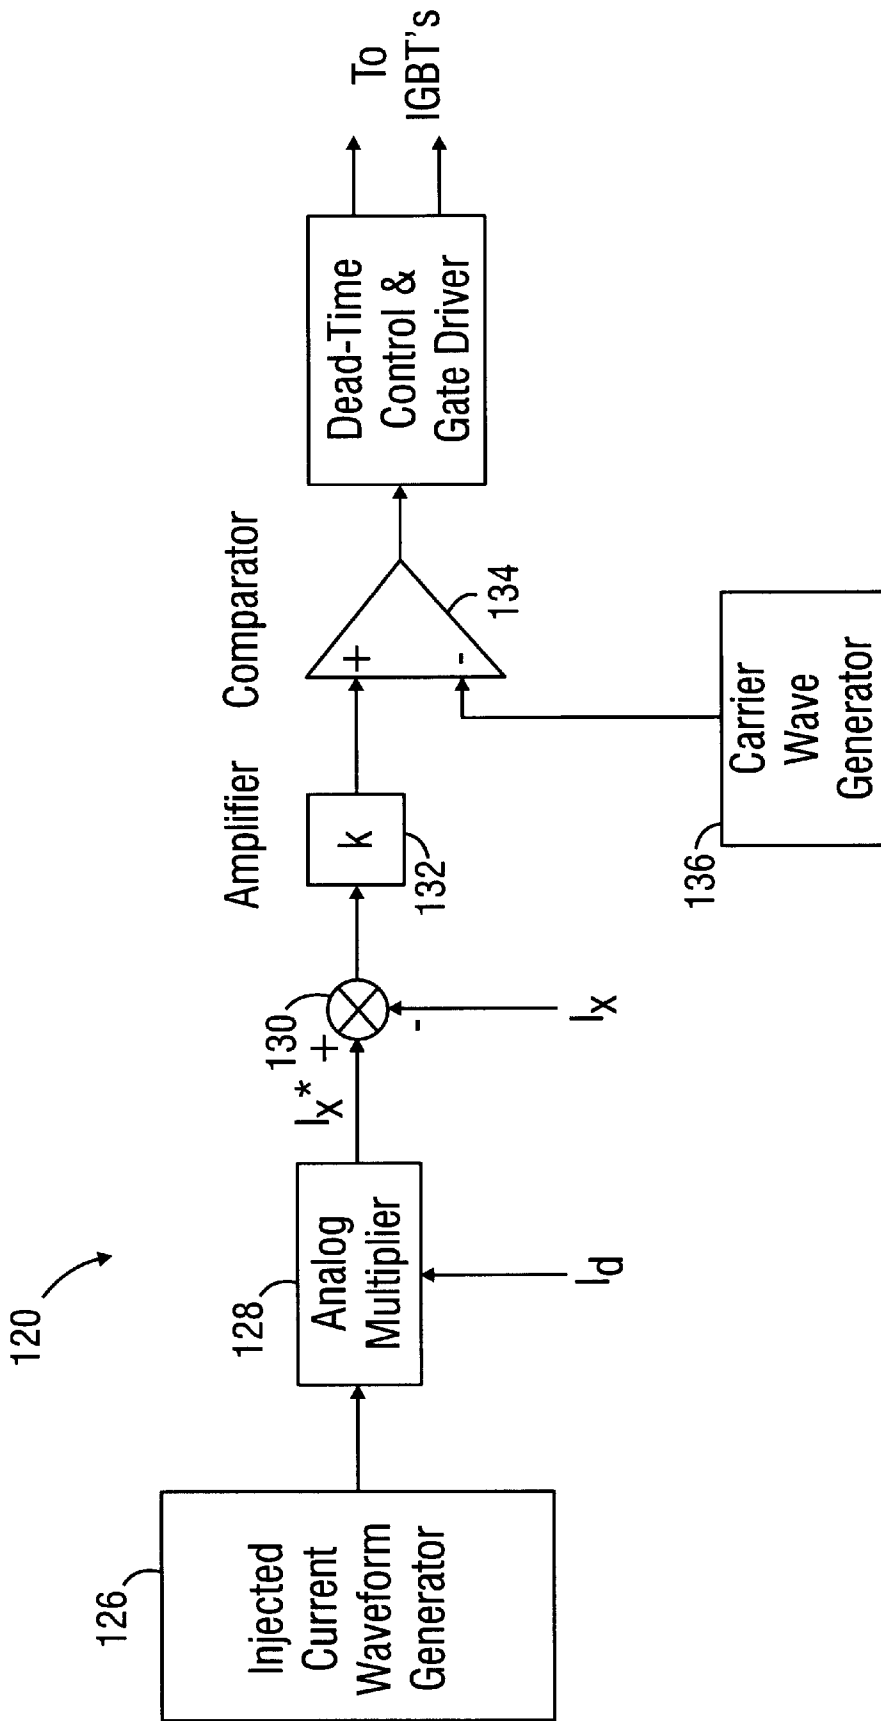 120
126
Injected
Current
Waveform
Generator
128
Analog
Multiplier
Id
Ix*
130
+
-
Ix
Amplifier
k
132
Comparator
+
-
134
136
Carrier
Wave
Generator
Dead-Time
Control &
Gate Driver
To
IGBT's